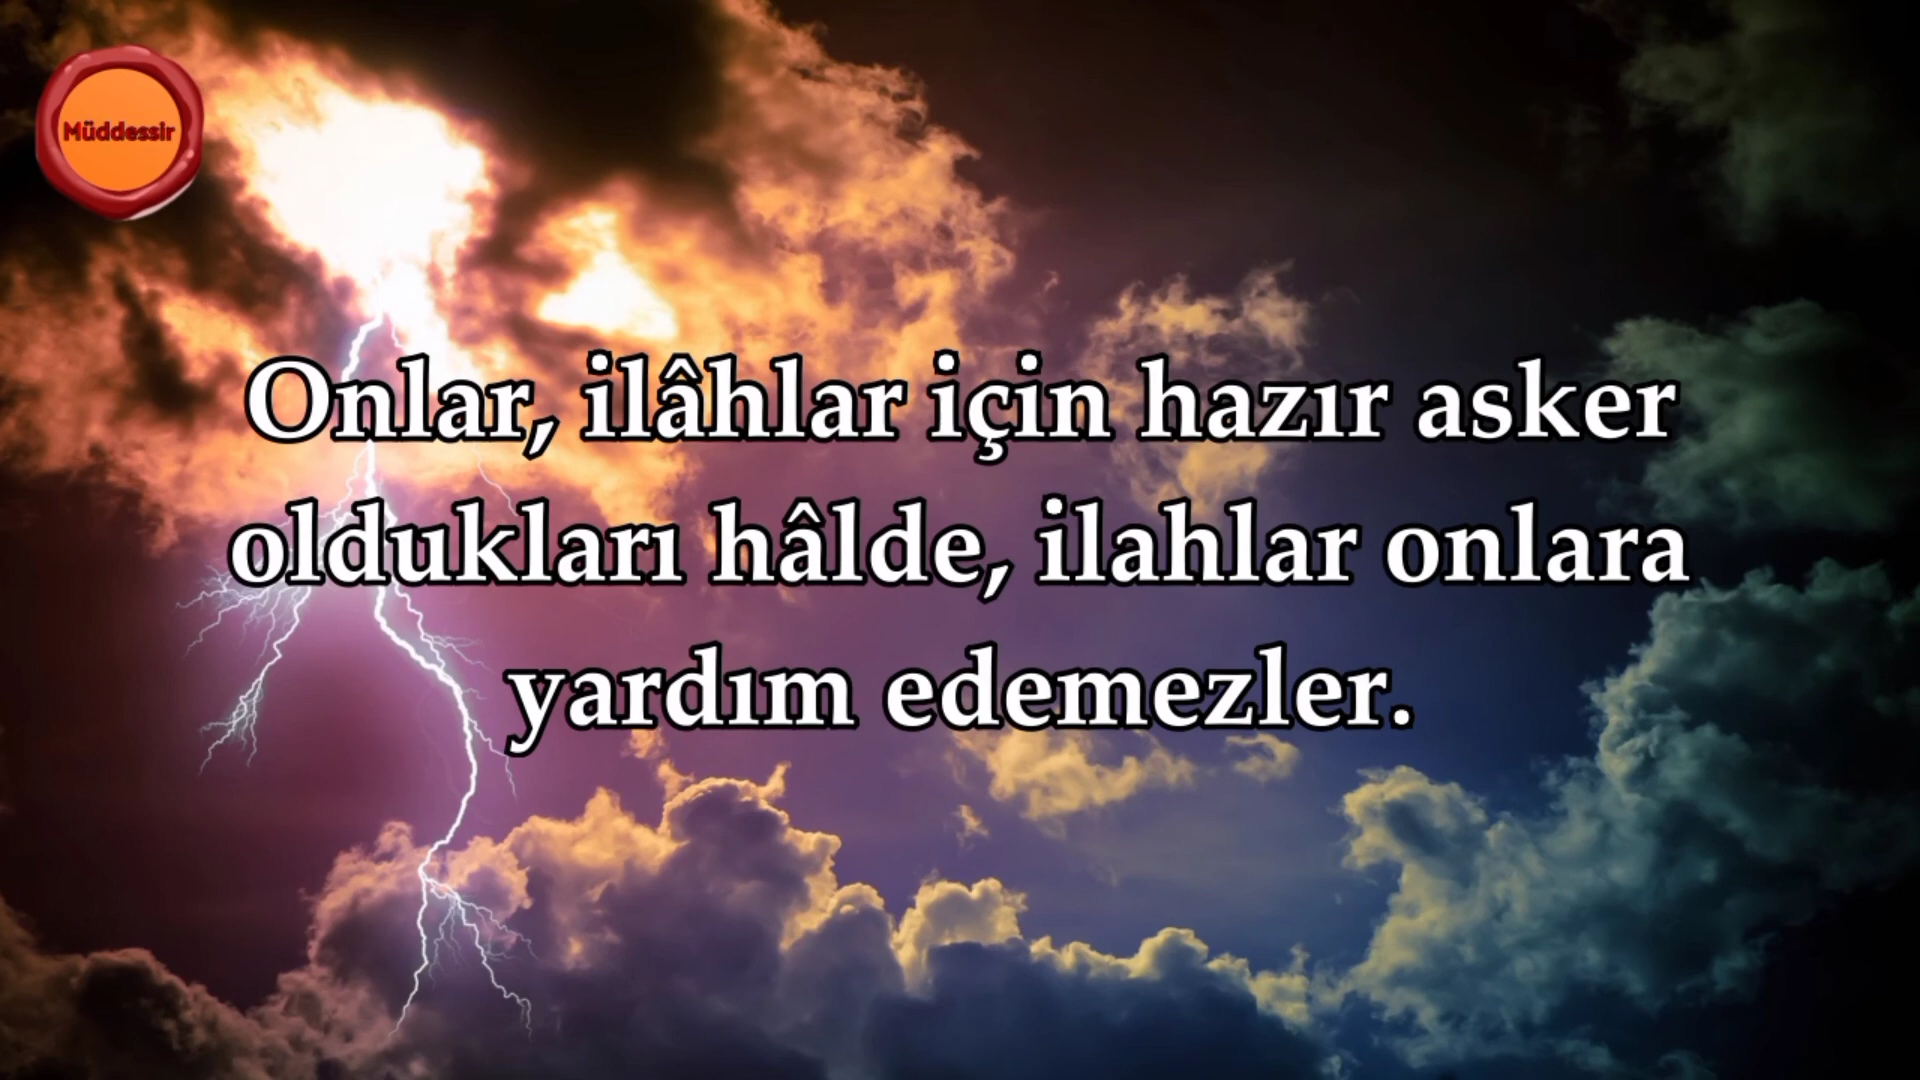 Müddessir
Onlar, ilâhlar için hazır asker
oldukları hâlde, ilahlar onlara
yardım edemezler.